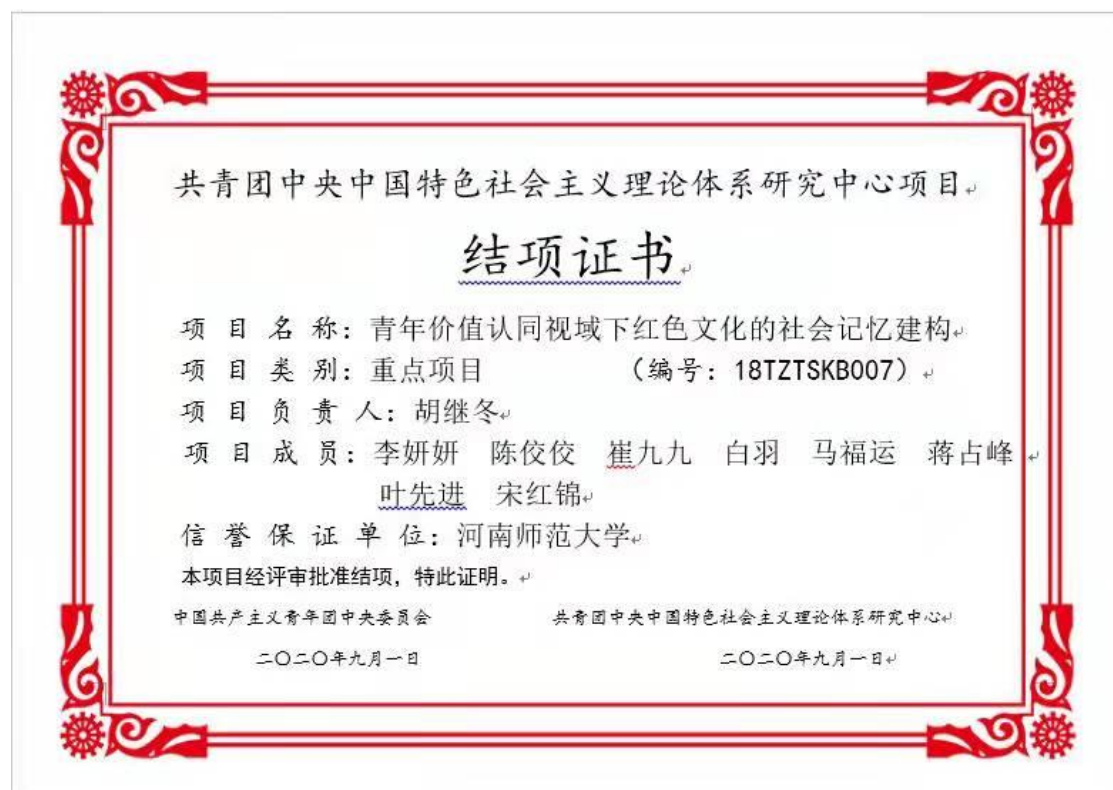 共青团中央中国特色社会主义理论体系研究中心项目
结项证书
项目名称：青年价值认同视域下红色文化的社会记忆建构
项目类别：重点项目 （编号：18TZTSKB007）
项目负责人：胡继冬
项目成员：李妍妍 陈佼佼 崔九九 白羽 马福运 蒋占峰
叶先进 宋红锦
信誉保证单位：河南师范大学
本项目经评审批准结项，特此证明。
中国共产主义青年团中央委员会 共青团中央中国特色社会主义理论体系研究中心
二〇二〇年九月一日 二〇二〇年九月一日